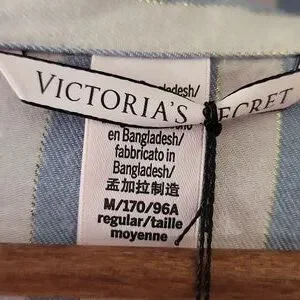 VICTORIA'S SECRET
en Bangladesh/
fabbricato in
Bangladesh/
孟加拉制造
M/170/96A
regular/taille
moyenne